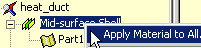 heat_duct
Mid-surface Shell
Part1
Apply Material to All.